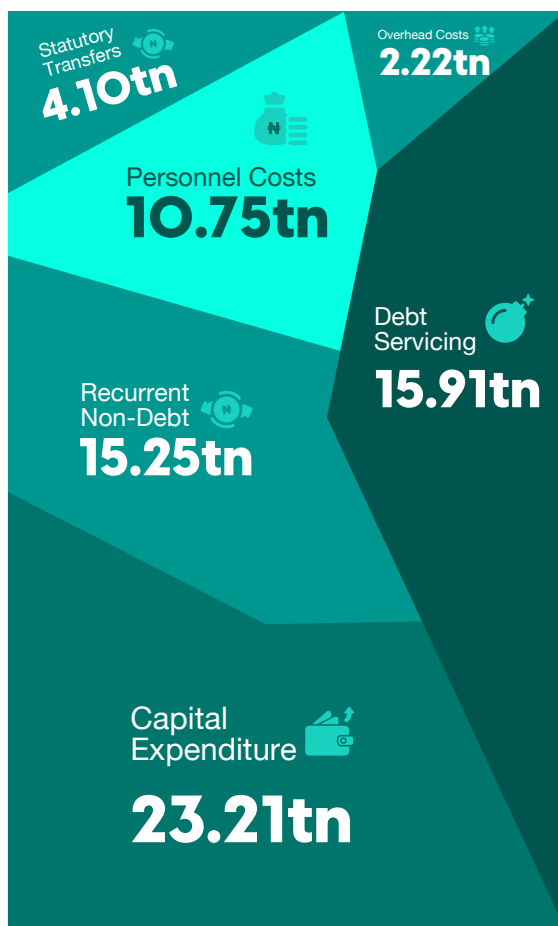 Statutory
Transfers
4.10tn
Overhead Costs
2.22tn
₦
₦
Personnel Costs
10.75tn
Debt
Servicing
15.91tn
Recurrent
Non-Debt
₦
15.25tn
Capital
Expenditure
23.21tn